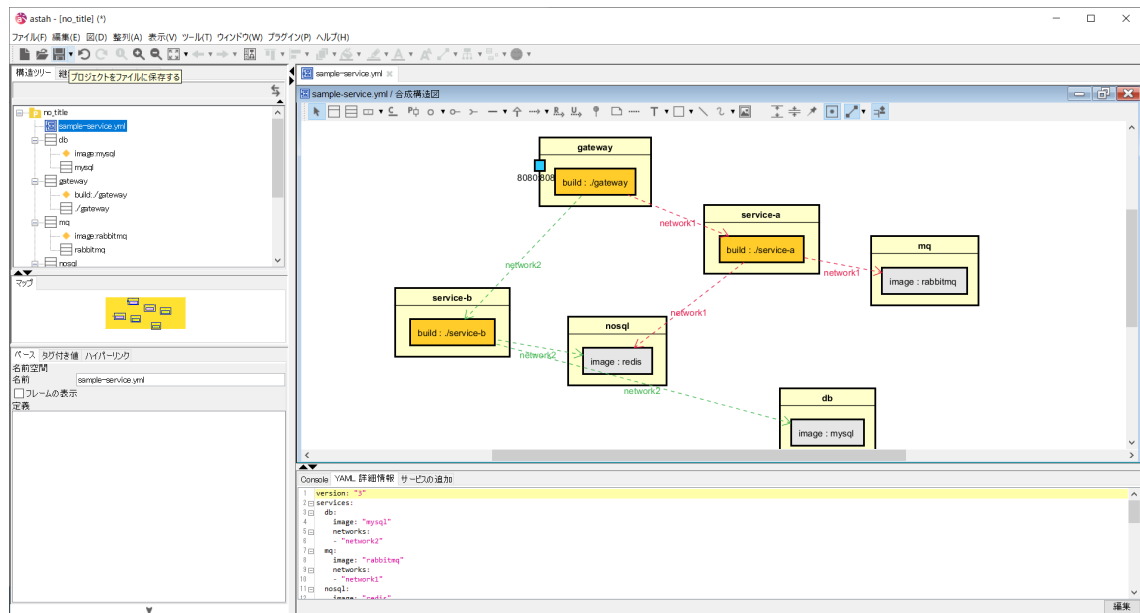 astah - [no_title] (*)
ファイル(F) 編集(E) 図(D) 整列(A) 表示(V) ツール(T) ウィンドウ(W) プラグイン(P) ヘルプ(H)
構造ツリー
プロジェクトをファイルに保存する
no_title
sample-service.yml
db
image:mysql
mysql
gateway
build:./gateway
./gateway
mq
image:rabbitmq
rabbitmq
nosql
マップ
ベース タグ付き値 ハイパーリンク
名前空間
名前 sample-service.yml
フレームの表示
定義
sample-service.yml
sample-service.yml / 合成構造図
gateway
8080:808
build : ./gateway
network1
service-a
build : ./service-a
mq
network1
image : rabbitmq
network2
service-b
build : ./service-b
network1
nosql
network2
image : redis
network2
db
image : mysql
Console YAML 詳細情報 サービスの追加
1 version: "3"
2 services:
3 db:
4 image: "mysql"
5 networks:
6 - "network2"
7 mq:
8 image: "rabbitmq"
9 networks:
10 - "network1"
11 nosql:
12 image: "redis"
編集